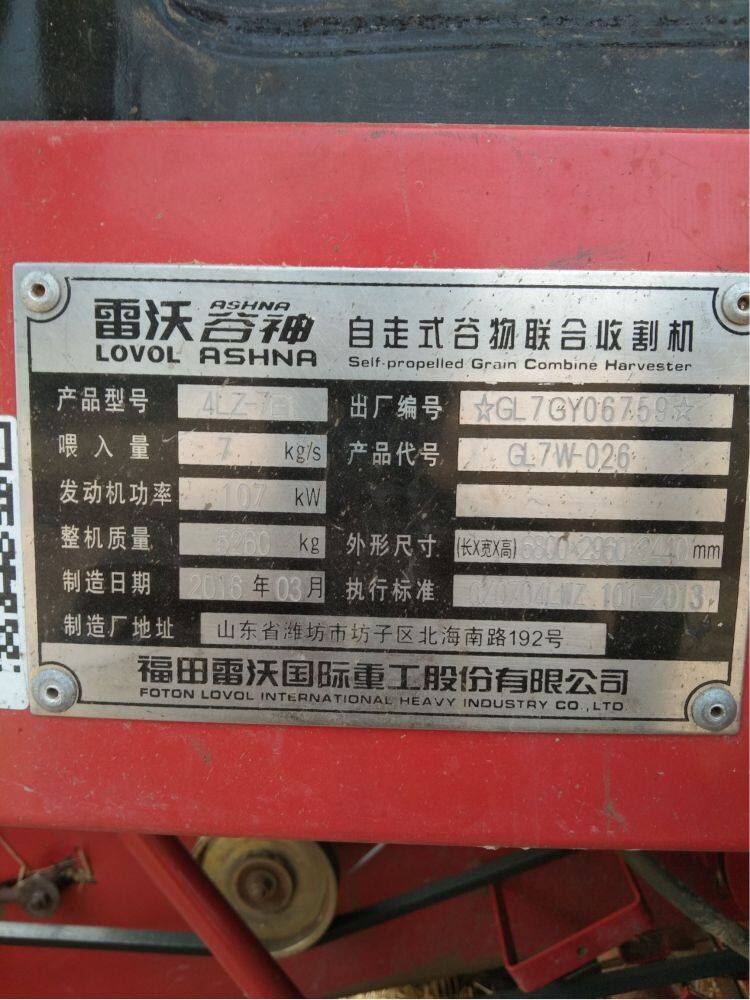 雷沃 ASHNA 谷神 自走式谷物联合收割机
LOVOL ASHNA Self-propelled Grain Combine Harvester
产品型号 出厂编号 ☆GL7GY06759☆
喂入量 7 kg/s 产品代号 GL7W-026
发动机功率 107 kW
整机质量 kg 外形尺寸 (长X宽X高) mm
制造日期 2016 年 03 月 执行标准
制造厂地址 山东省潍坊市坊子区北海南路192号
福田雷沃国际重工股份有限公司
FOTON LOVOL INTERNATIONAL HEAVY INDUSTRY CO.,LTD